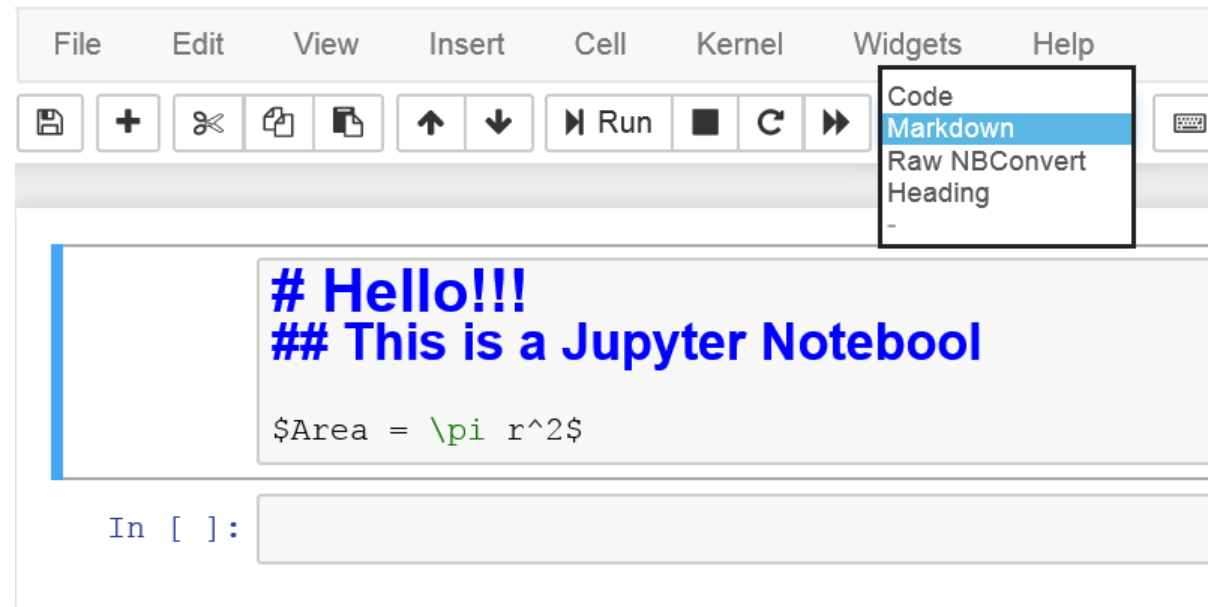 File Edit View Insert Cell Kernel Widgets Help
Run
Code
Markdown
Raw NBConvert
Heading
-
# Hello!!!
## This is a Jupyter Notebool
$Area = \pi r^2$
In [ ]: